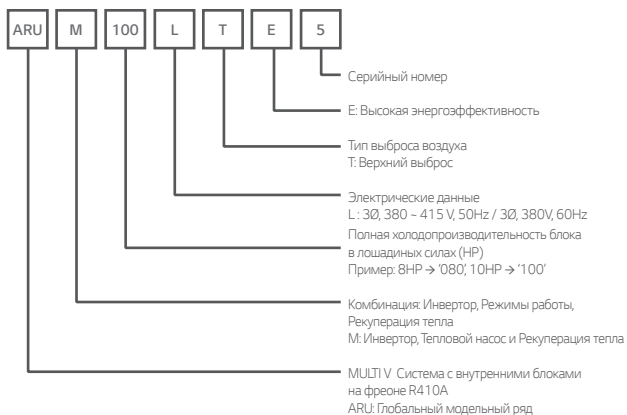 ARU M 100 L T E 5
Серийный номер
E: Высокая энергоэффективность
Тип выброса воздуха
T: Верхний выброс
Электрические данные
L : 3Ø, 380 ~ 415 V, 50Hz / 3Ø, 380V, 60Hz
Полная холодопроизводительность блока
в лошадиных силах (HP)
Пример: 8HP → ‘080’, 10HP → ‘100’
Комбинация: Инвертор, Режимы работы,
Рекуперация тепла
M: Инвертор, Тепловой насос и Рекуперация тепла
MULTI V Система с внутренними блоками
на фреоне R410A
ARU: Глобальный модельный ряд